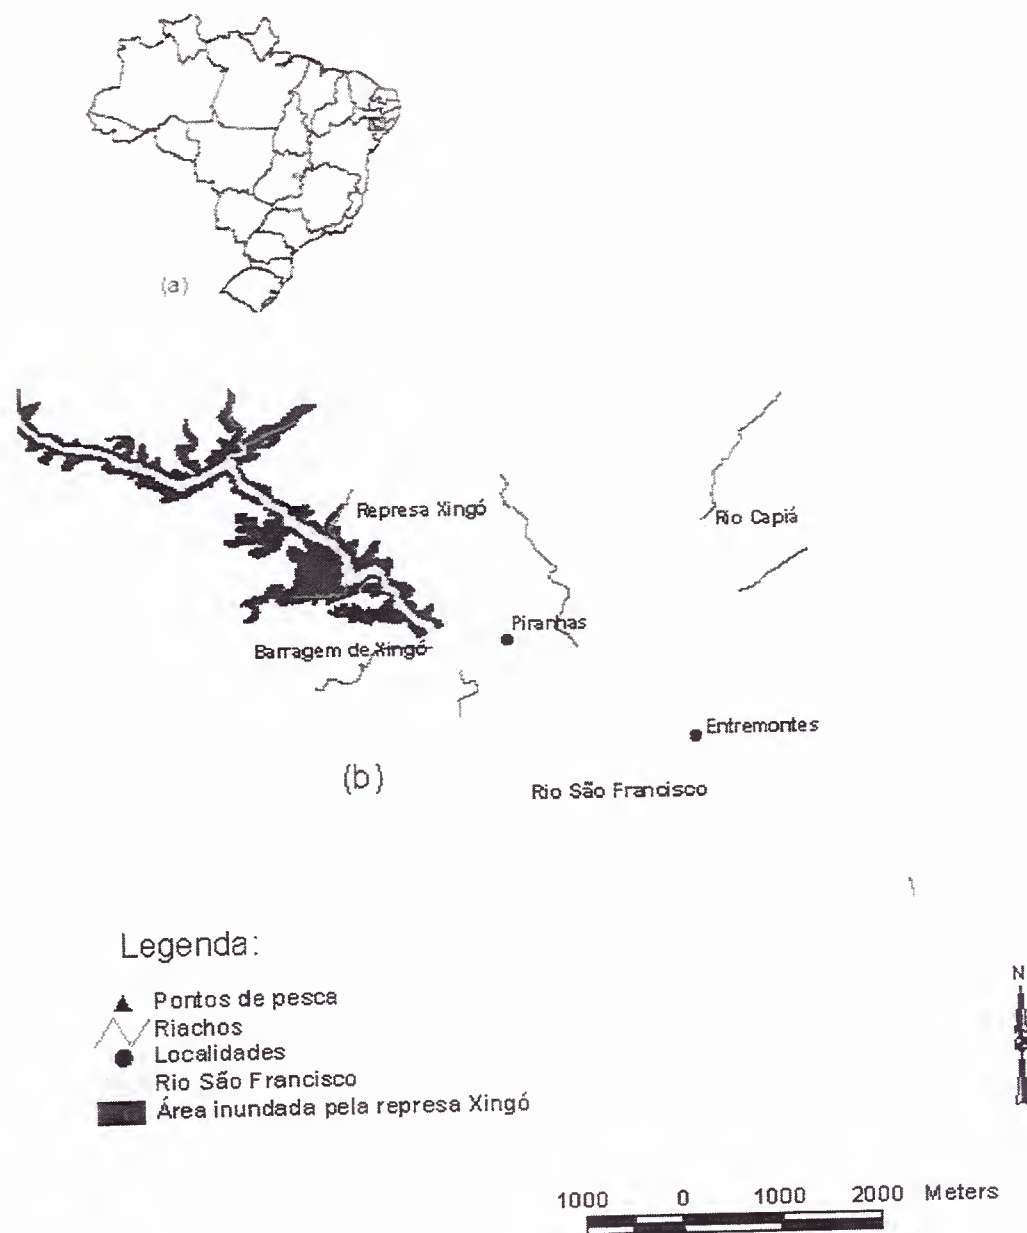 (a)
Represa Xingó
Rio Capiá
Piranhas
Barragem de Xingó
Entremontes
(b)
Rio São Francisco
Legenda:
Pontos de pesca
Riachos
Localidades
Rio São Francisco
Área inundada pela represa Xingó
N
1000 0 1000 2000 Meters